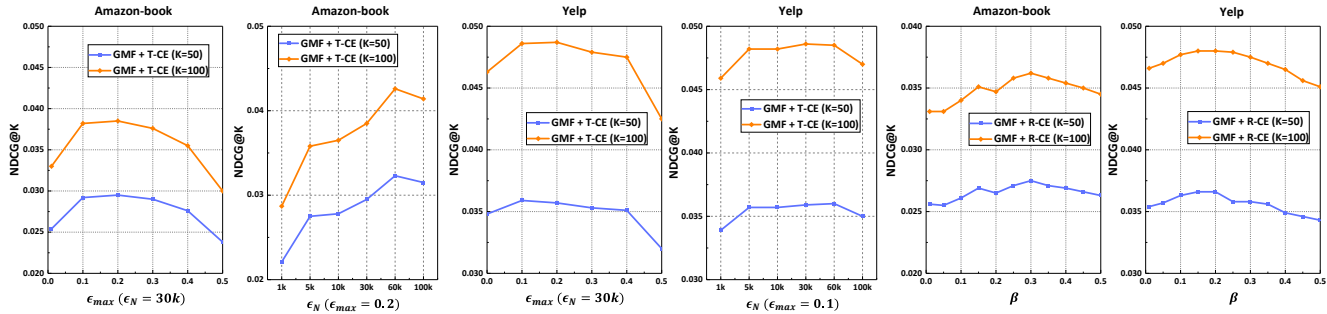 Amazon-book
NDCG@K
0.050
0.045
0.040
0.035
0.030
0.025
0.020
GMF + T-CE (K=50)
GMF + T-CE (K=100)
0.0
0.1
0.2
0.3
0.4
0.5
ϵmax (ϵN = 30k)
Amazon-book
NDCG@K
0.05
0.04
0.03
0.02
GMF + T-CE (K=50)
GMF + T-CE (K=100)
1k
5k
10k
30k
60k
100k
ϵN (ϵmax = 0.2)
Yelp
NDCG@K
0.050
0.045
0.040
0.035
0.030
GMF + T-CE (K=50)
GMF + T-CE (K=100)
0.0
0.1
0.2
0.3
0.4
0.5
ϵmax (ϵN = 30k)
Yelp
NDCG@K
0.050
0.045
0.040
0.035
0.030
GMF + T-CE (K=50)
GMF + T-CE (K=100)
1k
5k
10k
30k
60k
100k
ϵN (ϵmax = 0.1)
Amazon-book
NDCG@K
0.040
0.035
0.030
0.025
0.020
GMF + R-CE (K=50)
GMF + R-CE (K=100)
0.0
0.1
0.2
0.3
0.4
0.5
β
Yelp
NDCG@K
0.050
0.045
0.040
0.035
0.030
GMF + R-CE (K=50)
GMF + R-CE (K=100)
0.0
0.1
0.2
0.3
0.4
0.5
β